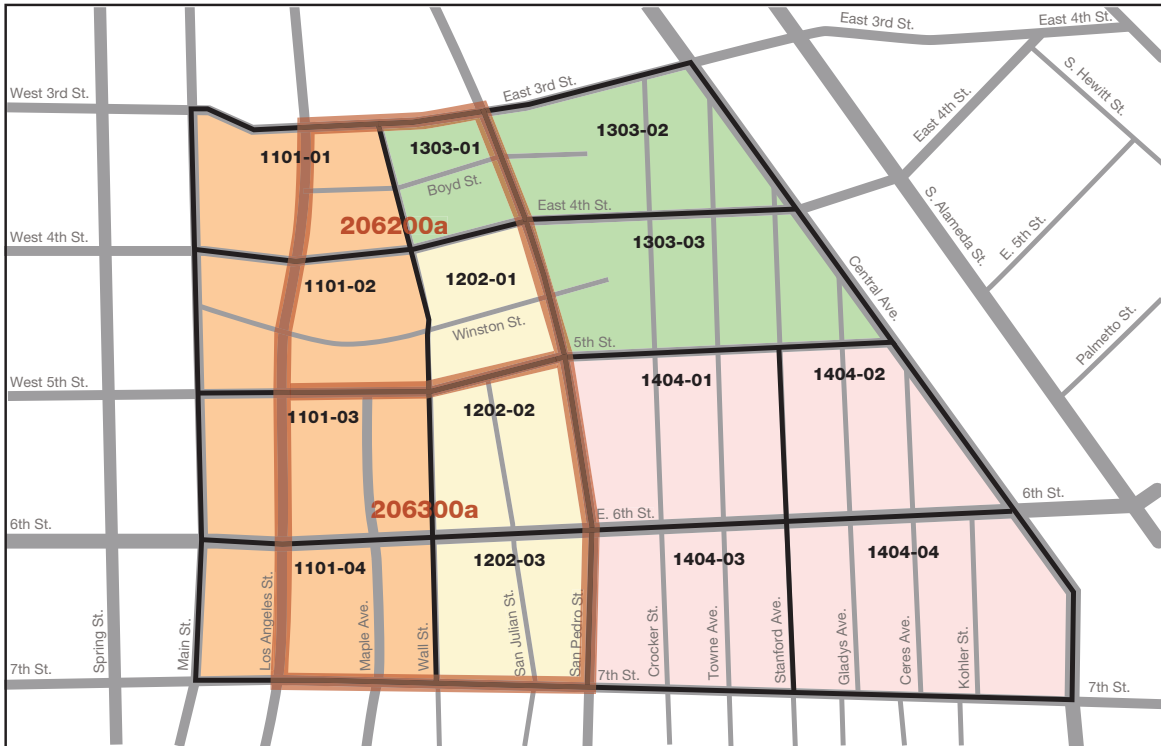 East 3rd St.
East 4th St.
West 3rd St.
East 3rd St.
S. Hewitt St.
East 4th St.
1303-02
1303-01
1101-01
Boyd St.
S. Alameda St.
E. 5th St.
East 4th St.
206200a
West 4th St.
1303-03
Central Ave.
1202-01
1101-02
Winston St.
5th St.
Palmetto St.
West 5th St.
1404-01
1404-02
1202-02
1101-03
206300a
E. 6th St.
6th St.
6th St.
1202-03
1404-03
1404-04
1101-04
Spring St.
Main St.
Los Angeles St.
Maple Ave.
Wall St.
San Julian St.
San Pedro St.
Crocker St.
Towne Ave.
Stanford Ave.
Gladys Ave.
Ceres Ave.
Kohler St.
7th St.
7th St.
7th St.